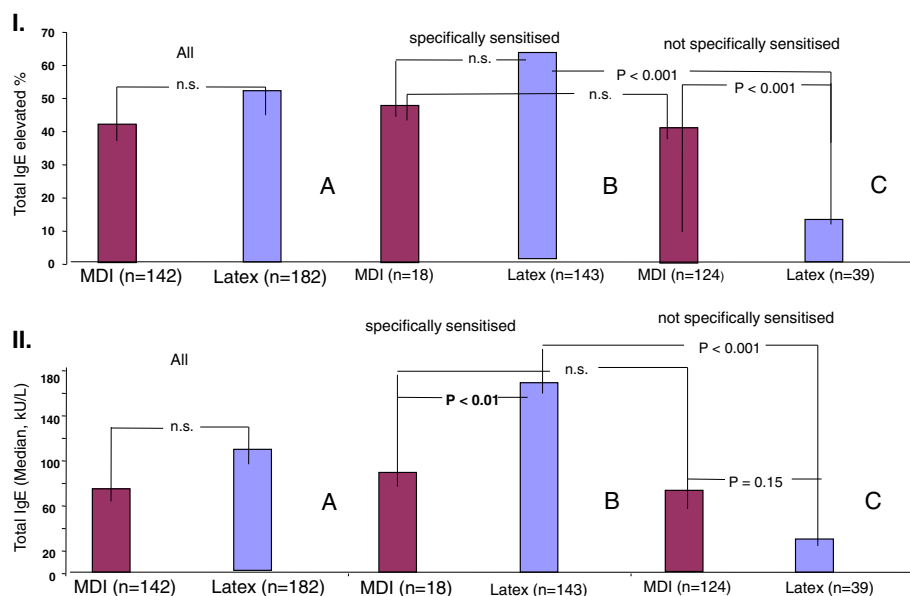 I.
Total IgE elevated %
70
60
50
40
30
20
10
0
All
n.s.
A
MDI (n=142)
Latex (n=182)
specifically sensitised
n.s.
n.s.
B
MDI (n=18)
Latex (n=143)
not specifically sensitised
P < 0.001
P < 0.001
C
MDI (n=124)
Latex (n=39)
II.
Total IgE (Median, kU/L)
180
140
100
60
20
0
All
n.s.
A
MDI (n=142)
Latex (n=182)
specifically sensitised
n.s.
P < 0.01
B
MDI (n=18)
Latex (n=143)
not specifically sensitised
P < 0.001
P = 0.15
C
MDI (n=124)
Latex (n=39)